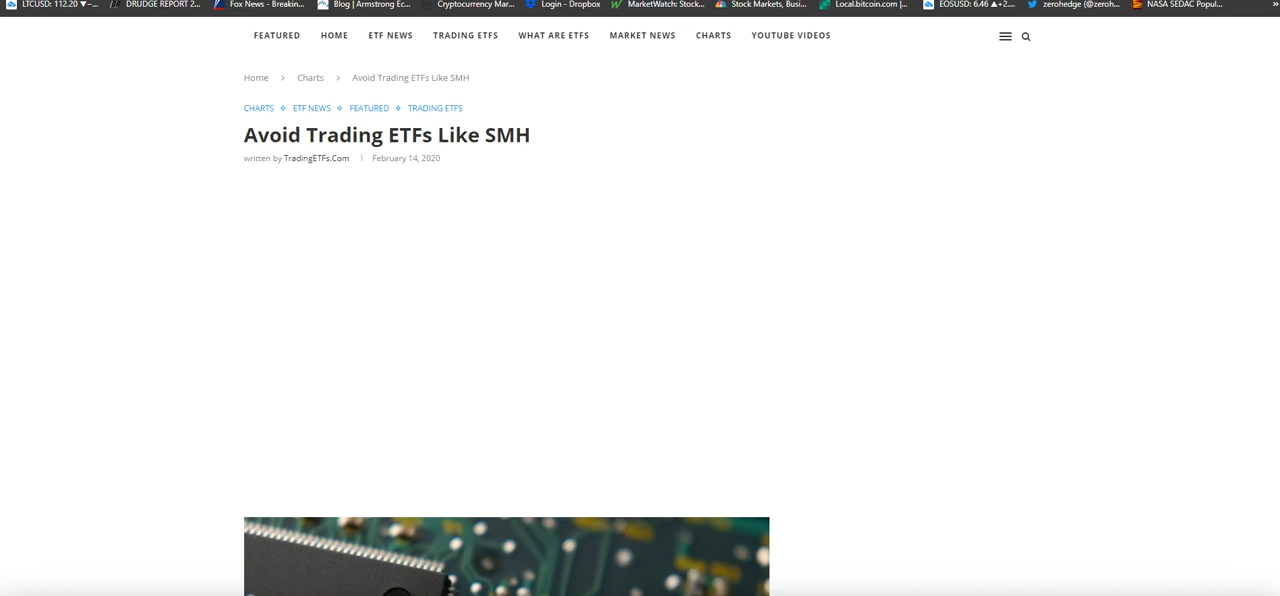 LTCUSD: 112.20 ▼−... DRUDGE REPORT 2... Fox News - Breakin... Blog | Armstrong Ec... Cryptocurrency Mar... Login - Dropbox MarketWatch: Stock... Stock Markets, Busi... Local.bitcoin.com |... EOSUSD: 6.46 ▲+2.... zerohedge (@zeroh... NASA SEDAC Popul... »
FEATURED HOME ETF NEWS TRADING ETFS WHAT ARE ETFS MARKET NEWS CHARTS YOUTUBE VIDEOS
Home > Charts > Avoid Trading ETFs Like SMH
CHARTS ETF NEWS FEATURED TRADING ETFS
Avoid Trading ETFs Like SMH
written by TradingETFs.Com | February 14, 2020